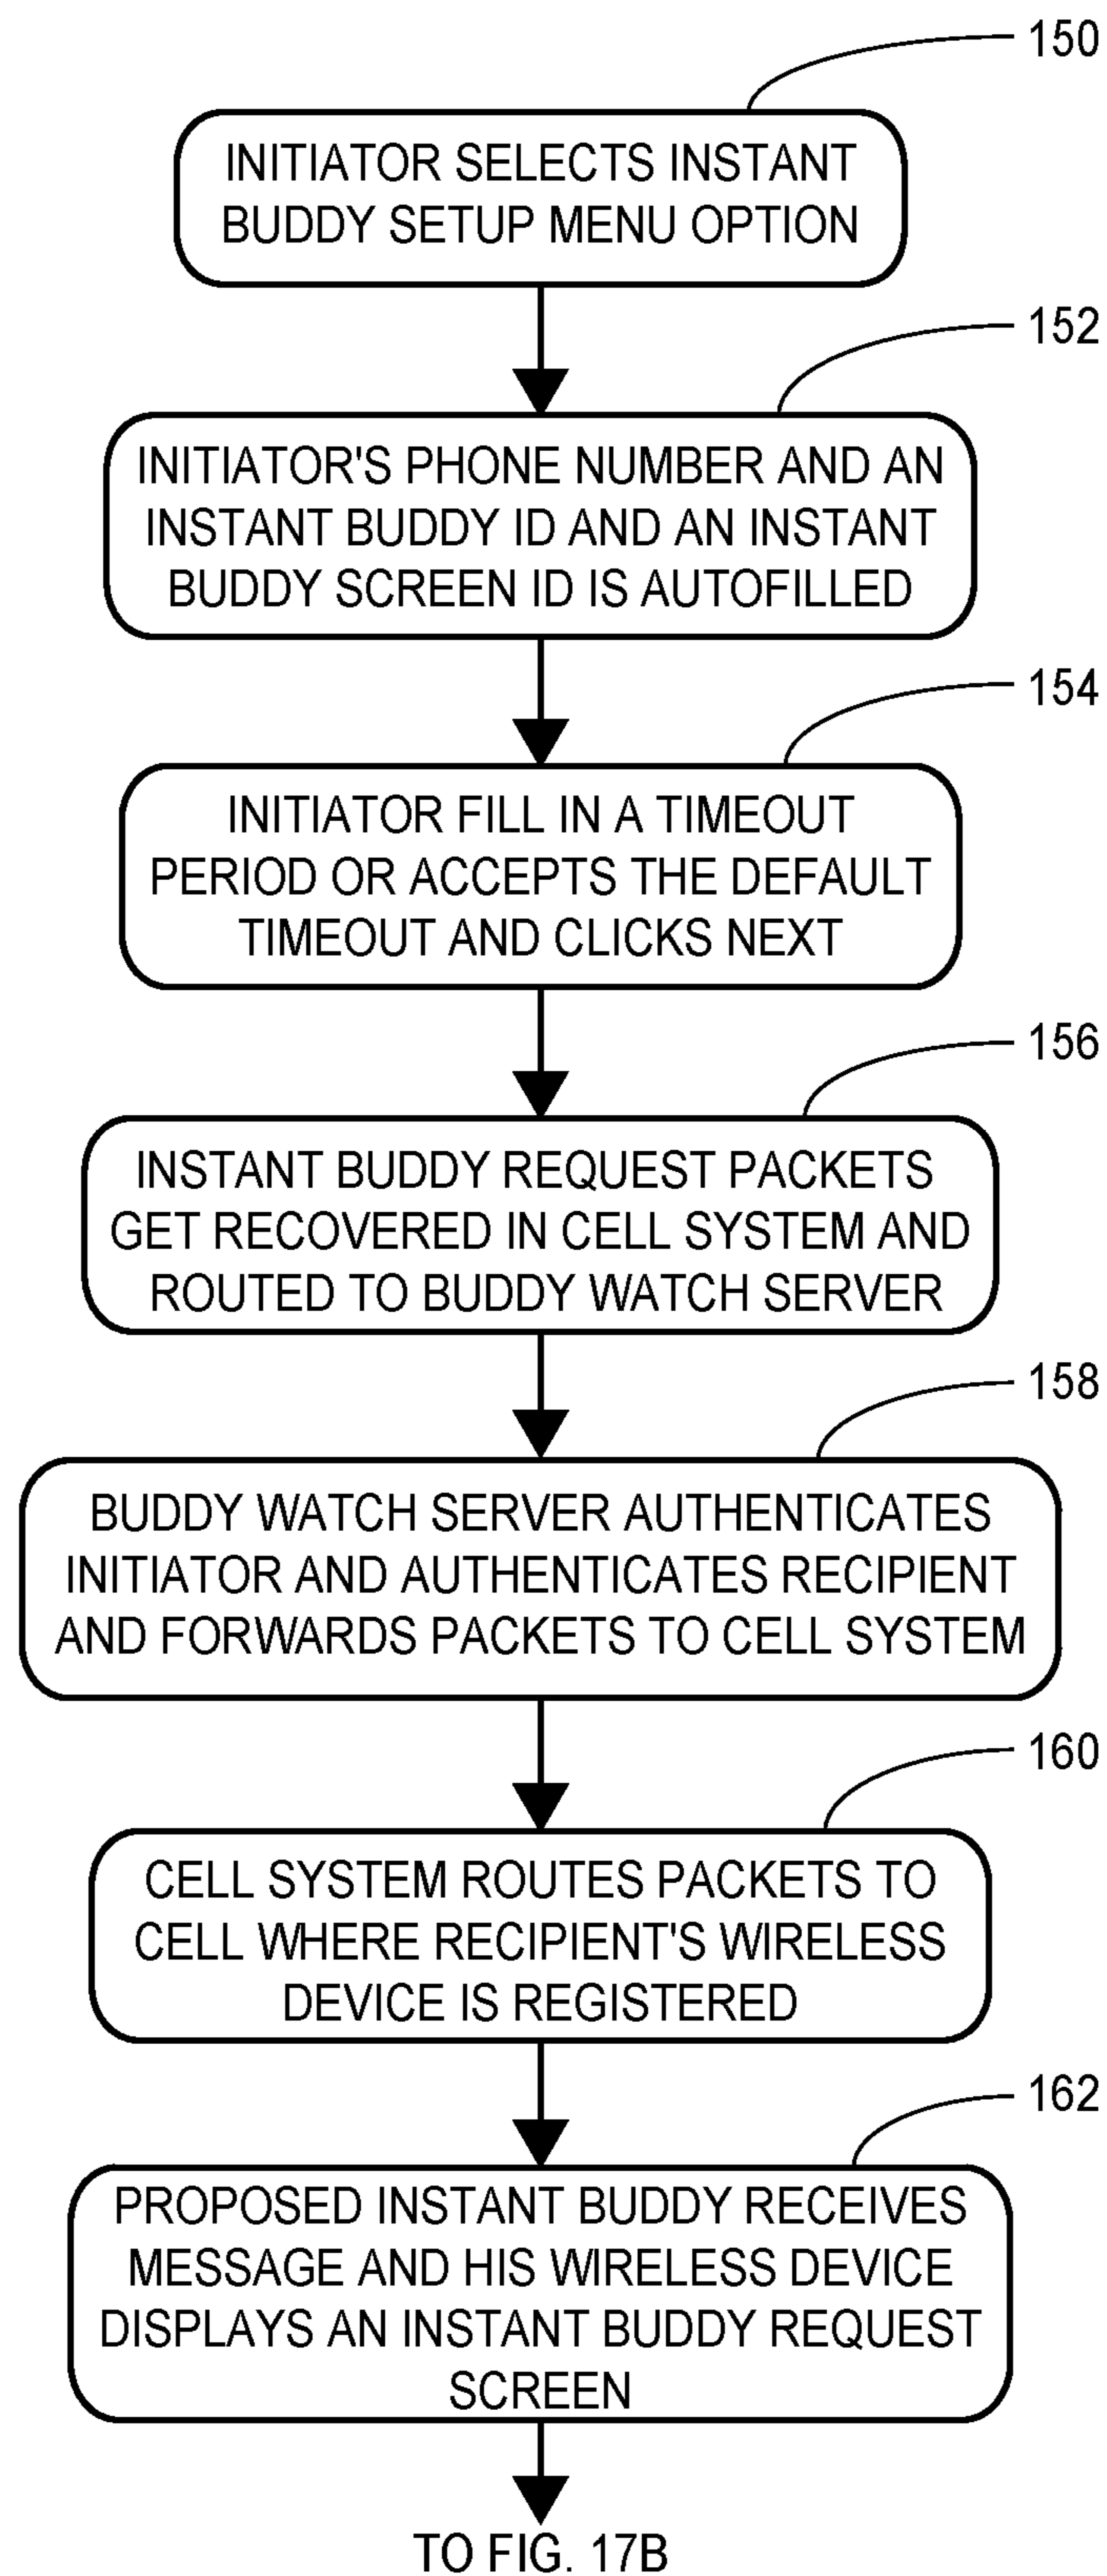 150
INITIATOR SELECTS INSTANT
BUDDY SETUP MENU OPTION
152
INITIATOR'S PHONE NUMBER AND AN
INSTANT BUDDY ID AND AN INSTANT
BUDDY SCREEN ID IS AUTOFILLED
154
INITIATOR FILL IN A TIMEOUT
PERIOD OR ACCEPTS THE DEFAULT
TIMEOUT AND CLICKS NEXT
156
INSTANT BUDDY REQUEST PACKETS
GET RECOVERED IN CELL SYSTEM AND
ROUTED TO BUDDY WATCH SERVER
158
BUDDY WATCH SERVER AUTHENTICATES
INITIATOR AND AUTHENTICATES RECIPIENT
AND FORWARDS PACKETS TO CELL SYSTEM
160
CELL SYSTEM ROUTES PACKETS TO
CELL WHERE RECIPIENT'S WIRELESS
DEVICE IS REGISTERED
162
PROPOSED INSTANT BUDDY RECEIVES
MESSAGE AND HIS WIRELESS DEVICE
DISPLAYS AN INSTANT BUDDY REQUEST
SCREEN
TO FIG. 17B